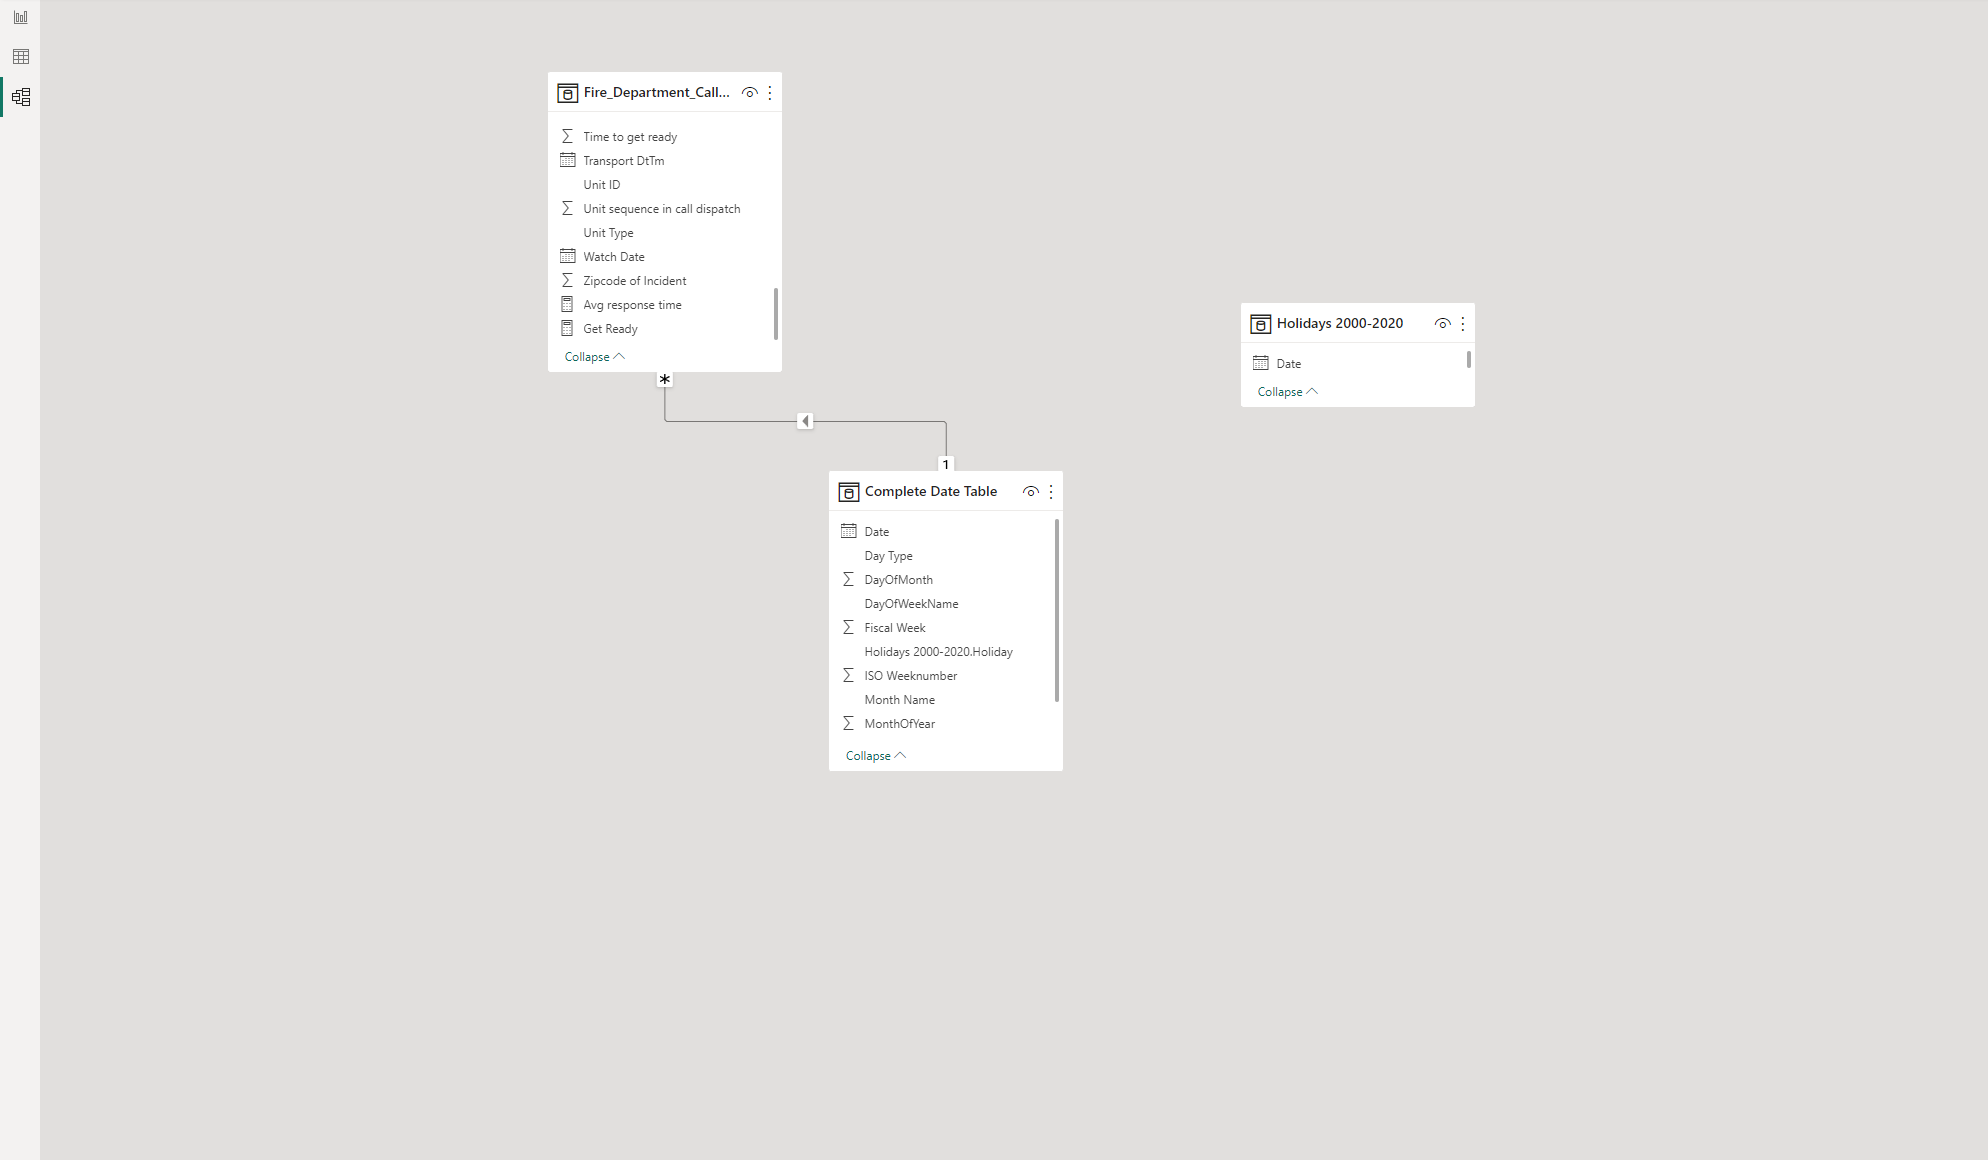 Fire_Department_Call...
Time to get ready
Transport DtTm
Unit ID
Unit sequence in call dispatch
Unit Type
Watch Date
Zipcode of Incident
Avg response time
Get Ready
Collapse
*
1
Complete Date Table
Date
Day Type
DayOfMonth
DayOfWeekName
Fiscal Week
Holidays 2000-2020.Holiday
ISO Weeknumber
Month Name
MonthOfYear
Collapse
Holidays 2000-2020
Date
Collapse